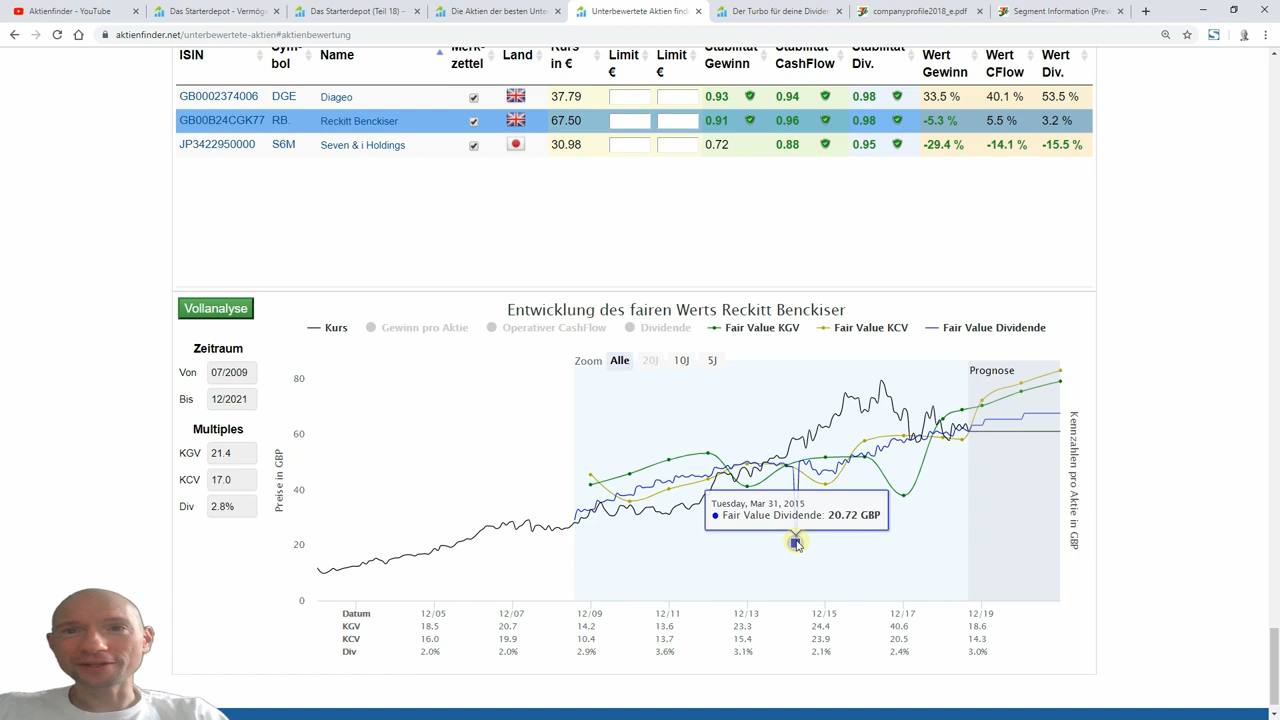 Aktienfinder - YouTube
Das Starterdepot - Vermög
Das Starterdepot (Teil 18) –
Die Aktien der besten Unte
Unterbewertete Aktien find
Der Turbo für deine Divide
companyprofile2018_e.pdf
Segment Information (Prev
aktienfinder.net/unterbewertete-aktien#aktienbewertung
ISIN Sym- bol Name Merk- zettel Land Kurs in € Limit € Limit € Stabilität Gewinn Stabilität CashFlow Stabilität Div. Wert Gewinn Wert CFlow Wert Div.
GB0002374006 DGE Diageo 37.79 0.93 0.94 0.98 33.5 % 40.1 % 53.5 %
GB00B24CGK77 RB. Reckitt Benckiser 67.50 0.91 0.96 0.98 -5.3 % 5.5 % 3.2 %
JP3422950000 S6M Seven & i Holdings 30.98 0.72 0.88 0.95 -29.4 % -14.1 % -15.5 %
Vollanalyse
Zeitraum
Von 07/2009
Bis 12/2021
Multiples
KGV 21.4
KCV 17.0
Div 2.8%
Entwicklung des fairen Werts Reckitt Benckiser
Kurs Gewinn pro Aktie Operativer CashFlow Dividende Fair Value KGV Fair Value KCV Fair Value Dividende
Zoom Alle 20J 10J 5J
Prognose
80
60
40
20
0
Preise in GBP
Kennzahlen pro Aktie in GBP
Tuesday, Mar 31, 2015
Fair Value Dividende: 20.72 GBP
Datum 12/05 12/07 12/09 12/11 12/13 12/15 12/17 12/19
KGV 18.5 20.7 14.2 13.6 23.3 24.4 40.6 18.6
KCV 16.0 19.9 10.4 13.7 15.4 23.9 20.5 14.3
Div 2.0% 2.0% 2.9% 3.6% 3.1% 2.1% 2.4% 3.0%